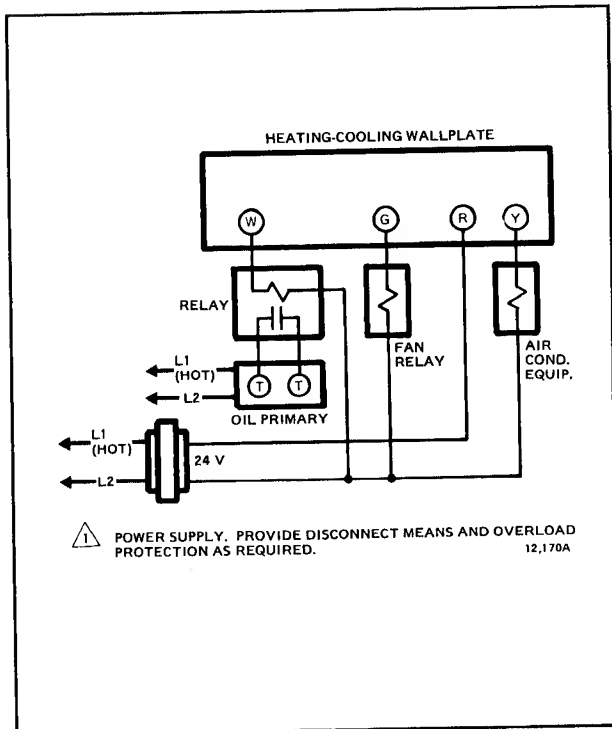 HEATING-COOLING WALLPLATE
W
G
R
Y
RELAY
FAN
RELAY
AIR
COND.
EQUIP.
L1
(HOT)
L2
T
T
OIL PRIMARY
L1
(HOT)
L2
24 V
1 POWER SUPPLY. PROVIDE DISCONNECT MEANS AND OVERLOAD
PROTECTION AS REQUIRED.
12,170A